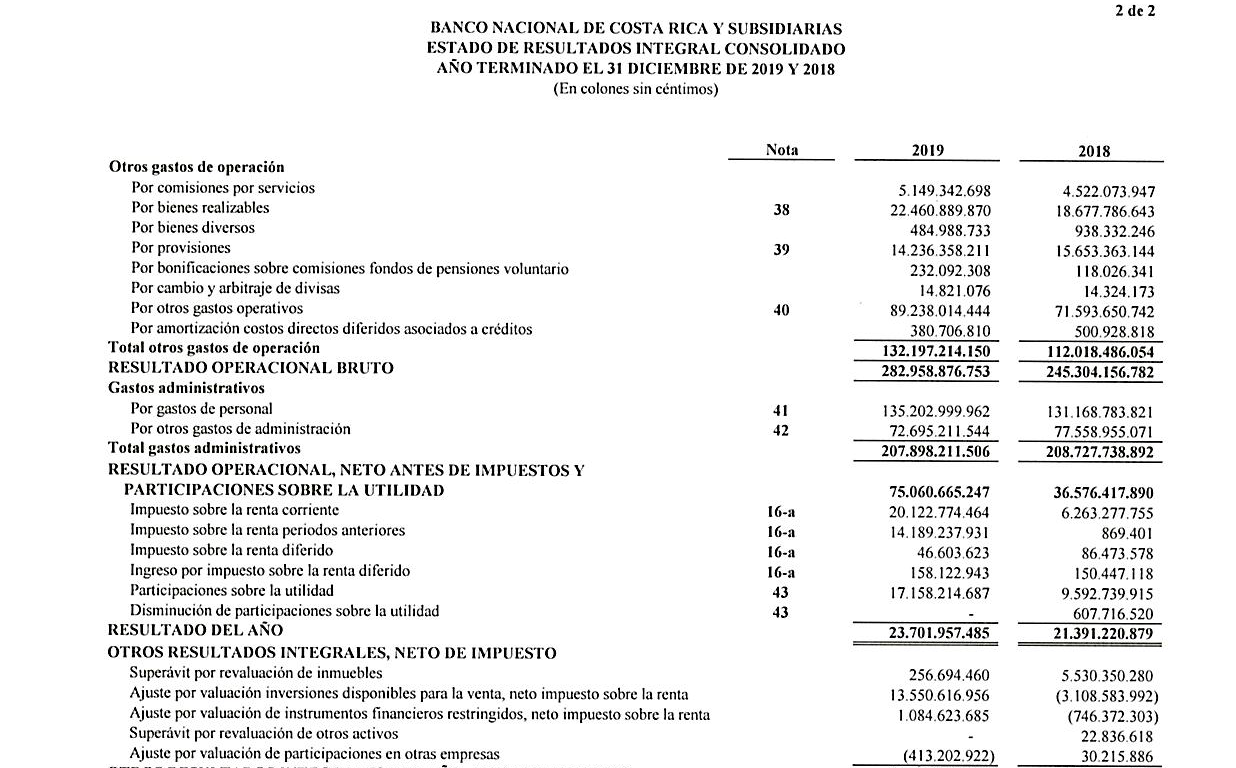 2 de 2
BANCO NACIONAL DE COSTA RICA Y SUBSIDIARIAS
ESTADO DE RESULTADOS INTEGRAL CONSOLIDADO
AÑO TERMINADO EL 31 DICIEMBRE DE 2019 Y 2018
(En colones sin céntimos)
Nota 2019 2018
Otros gastos de operación
Por comisiones por servicios 5.149.342.698 4.522.073.947
Por bienes realizables 38 22.460.889.870 18.677.786.643
Por bienes diversos 484.988.733 938.332.246
Por provisiones 39 14.236.358.211 15.653.363.144
Por bonificaciones sobre comisiones fondos de pensiones voluntario 232.092.308 118.026.341
Por cambio y arbitraje de divisas 14.821.076 14.324.173
Por otros gastos operativos 40 89.238.014.444 71.593.650.742
Por amortización costos directos diferidos asociados a créditos 380.706.810 500.928.818
Total otros gastos de operación 132.197.214.150 112.018.486.054
RESULTADO OPERACIONAL BRUTO 282.958.876.753 245.304.156.782
Gastos administrativos
Por gastos de personal 41 135.202.999.962 131.168.783.821
Por otros gastos de administración 42 72.695.211.544 77.558.955.071
Total gastos administrativos 207.898.211.506 208.727.738.892
RESULTADO OPERACIONAL, NETO ANTES DE IMPUESTOS Y
PARTICIPACIONES SOBRE LA UTILIDAD 75.060.665.247 36.576.417.890
Impuesto sobre la renta corriente 16-a 20.122.774.464 6.263.277.755
Impuesto sobre la renta periodos anteriores 16-a 14.189.237.931 869.401
Impuesto sobre la renta diferido 16-a 46.603.623 86.473.578
Ingreso por impuesto sobre la renta diferido 16-a 158.122.943 150.447.118
Participaciones sobre la utilidad 43 17.158.214.687 9.592.739.915
Disminución de participaciones sobre la utilidad 43 - 607.716.520
RESULTADO DEL AÑO 23.701.957.485 21.391.220.879
OTROS RESULTADOS INTEGRALES, NETO DE IMPUESTO
Superávit por revaluación de inmuebles 256.694.460 5.530.350.280
Ajuste por valuación inversiones disponibles para la venta, neto impuesto sobre la renta 13.550.616.956 (3.108.583.992)
Ajuste por valuación de instrumentos financieros restringidos, neto impuesto sobre la renta 1.084.623.685 (746.372.303)
Superávit por revaluación de otros activos - 22.836.618
Ajuste por valuación de participaciones en otras empresas (413.202.922) 30.215.886